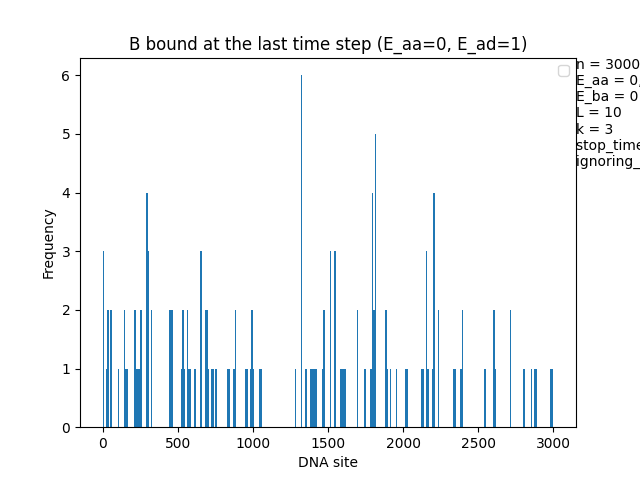 B bound at the last time step (E_aa=0, E_ad=1)
n = 3000
E_aa = 0,
E_ba = 0
L = 10
k = 3
stop_time
ignoring_
Frequency
6
5
4
3
2
1
0
0 500 1000 1500 2000 2500 3000
DNA site